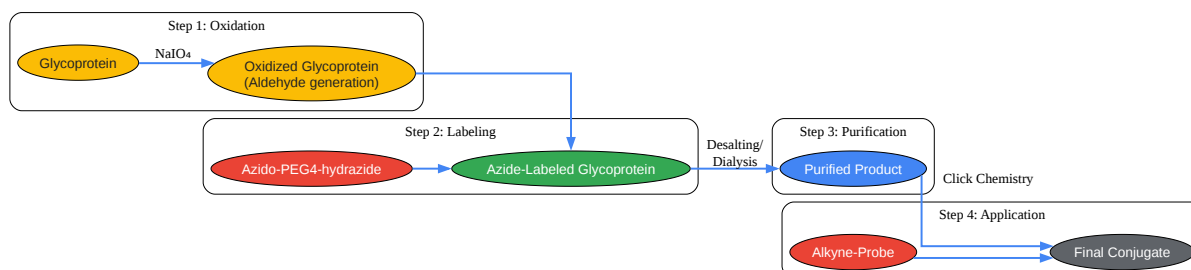 Step 1: Oxidation
Glycoprotein
NaIO₄
Oxidized Glycoprotein
(Aldehyde generation)
Step 2: Labeling
Azido-PEG4-hydrazide
Azide-Labeled Glycoprotein
Desalting/
Dialysis
Step 3: Purification
Purified Product
Click Chemistry
Step 4: Application
Alkyne-Probe
Final Conjugate